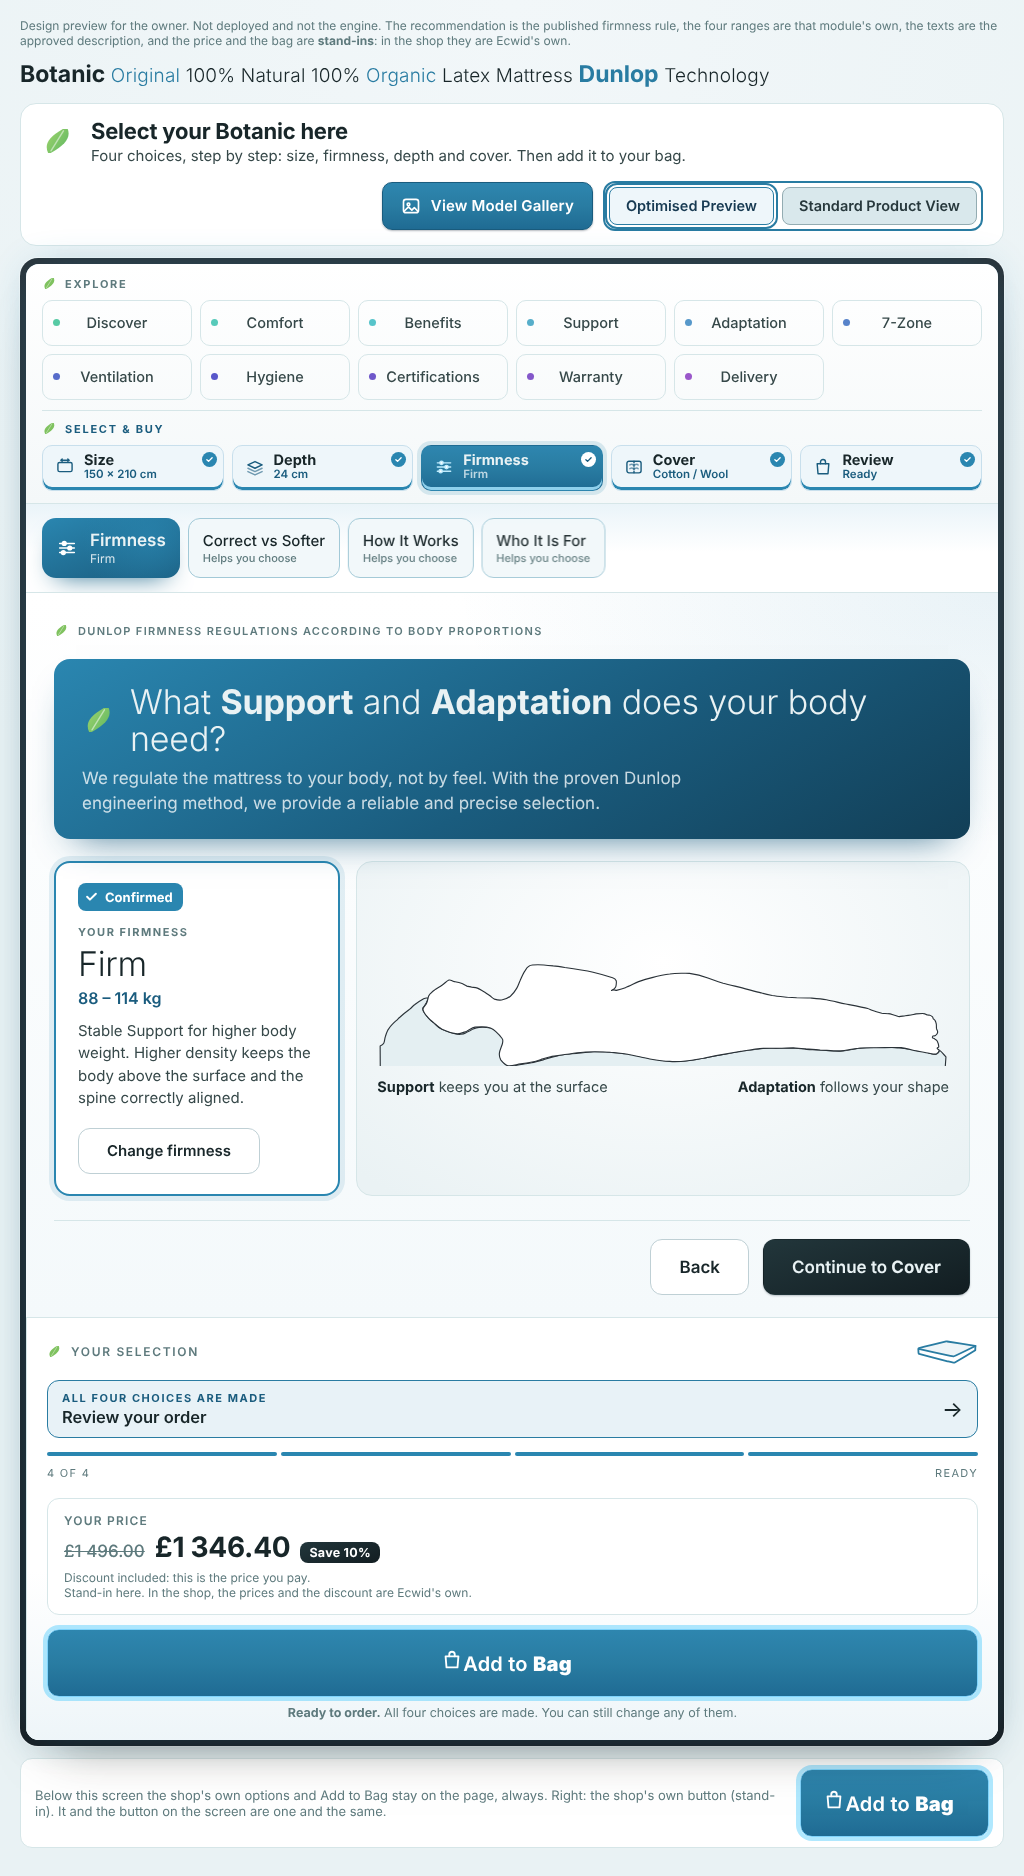 Design preview for the owner. Not deployed and not the engine. The recommendation is the published firmness rule, the four ranges are that module's own, the texts are the
approved description, and the price and the bag are stand-ins: in the shop they are Ecwid's own.
Botanic Original 100% Natural 100% Organic Latex Mattress Dunlop Technology
Select your Botanic here
Four choices, step by step: size, firmness, depth and cover. Then add it to your bag.
View Model Gallery
Optimised Preview
Standard Product View
EXPLORE
Discover
Comfort
Benefits
Support
Adaptation
7-Zone
Ventilation
Hygiene
Certifications
Warranty
Delivery
SELECT & BUY
Size
150 × 210 cm
Depth
24 cm
Firmness
Firm
Cover
Cotton / Wool
Review
Ready
Firmness
Firm
Correct vs Softer
Helps you choose
How It Works
Helps you choose
Who It Is For
Helps you choose
DUNLOP FIRMNESS REGULATIONS ACCORDING TO BODY PROPORTIONS
What Support and Adaptation does your body
need?
We regulate the mattress to your body, not by feel. With the proven Dunlop
engineering method, we provide a reliable and precise selection.
Confirmed
YOUR FIRMNESS
Firm
88 – 114 kg
Stable Support for higher body
weight. Higher density keeps the
body above the surface and the
spine correctly aligned.
Change firmness
Support keeps you at the surface
Adaptation follows your shape
Back
Continue to Cover
YOUR SELECTION
ALL FOUR CHOICES ARE MADE
Review your order
4 OF 4
READY
YOUR PRICE
£1 496.00 £1 346.40 Save 10%
Discount included: this is the price you pay.
Stand-in here. In the shop, the prices and the discount are Ecwid's own.
Add to Bag
Ready to order. All four choices are made. You can still change any of them.
Below this screen the shop's own options and Add to Bag stay on the page, always. Right: the shop's own button (stand-
in). It and the button on the screen are one and the same.
Add to Bag